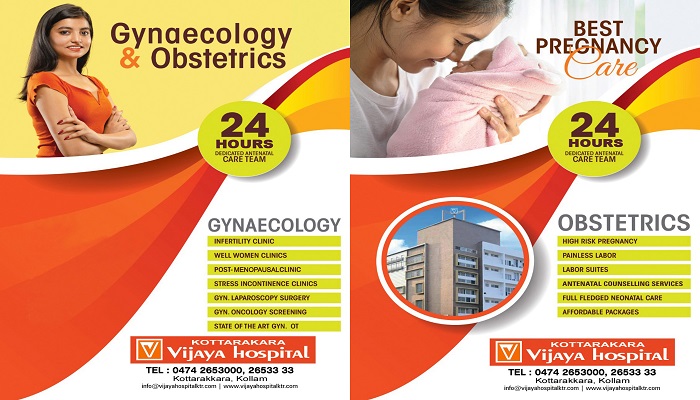 Gynaecology
& Obstetrics
24
HOURS
DEDICATED ANTENATAL
CARE TEAM
GYNAECOLOGY
INFERTILITY CLINIC
WELL WOMEN CLINICS
POST-MENOPAUSALCLINIC
STRESS INCONTINENCE CLINICS
GYN. LAPAROSCOPY SURGERY
GYN. ONCOLOGY SCREENING
STATE OF THE ART GYN. OT
KOTTARAKARA
Vijaya Hospital
TEL : 0474 2653000, 26533 33
Kottarakkara, Kollam
info@vijayahospitalktr.com | www.vijayahospitalktr.com
BEST
PREGNANCY
Care
24
HOURS
DEDICATED ANTENATAL
CARE TEAM
OBSTETRICS
HIGH RISK PREGNANCY
PAINLESS LABOR
LABOR SUITES
ANTENATAL COUNSELLING SERVICES
FULL FLEDGED NEONATAL CARE
AFFORDABLE PACKAGES
KOTTARAKARA
Vijaya Hospital
TEL : 0474 2653000, 26533 33
Kottarakkara, Kollam
info@vijayahospitalktr.com | www.vijayahospitalktr.com